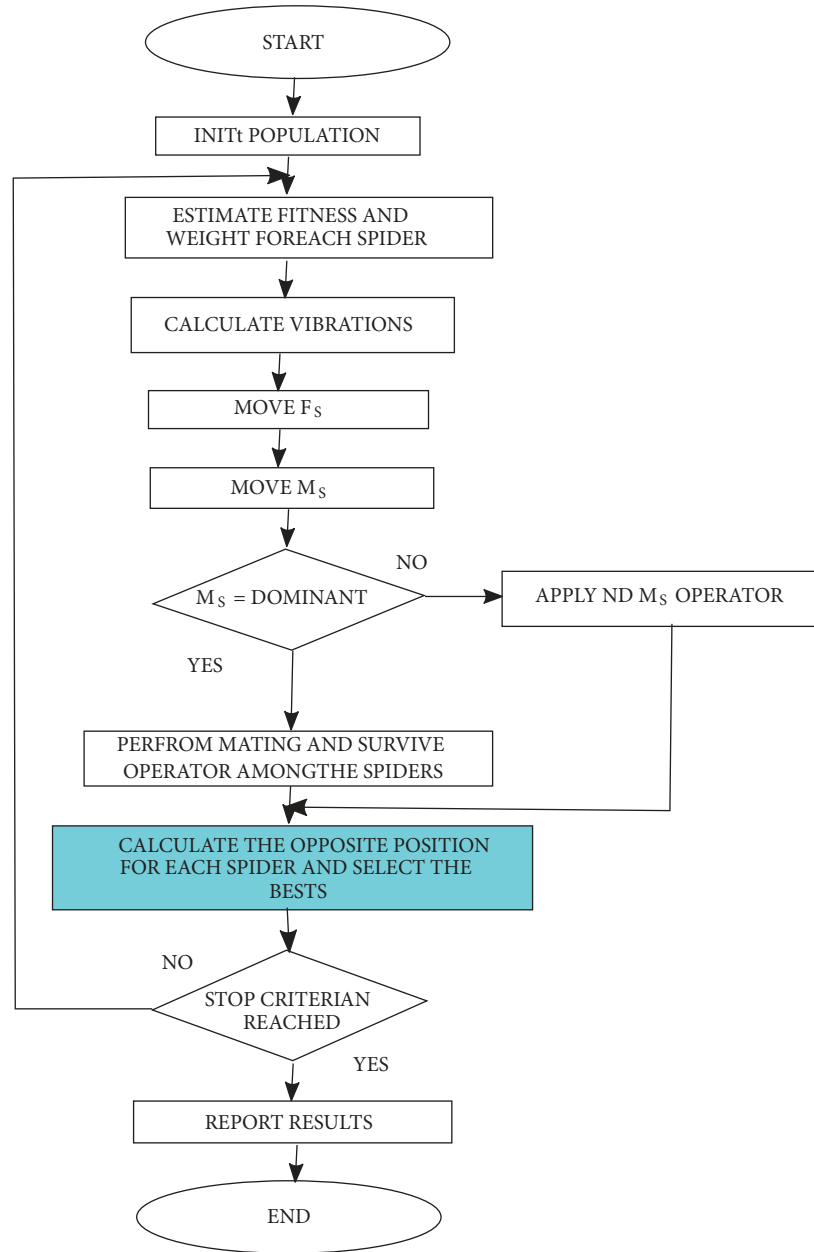 START
INITt POPULATION
ESTIMATE FITNESS AND
WEIGHT FOREACH SPIDER
CALCULATE VIBRATIONS
MOVE FS
MOVE MS
NO
MS = DOMINANT
APPLY ND MS OPERATOR
YES
PERFROM MATING AND SURVIVE
OPERATOR AMONGTHE SPIDERS
CALCULATE THE OPPOSITE POSITION
FOR EACH SPIDER AND SELECT THE
BESTS
NO
STOP CRITERIAN
REACHED
YES
REPORT RESULTS
END